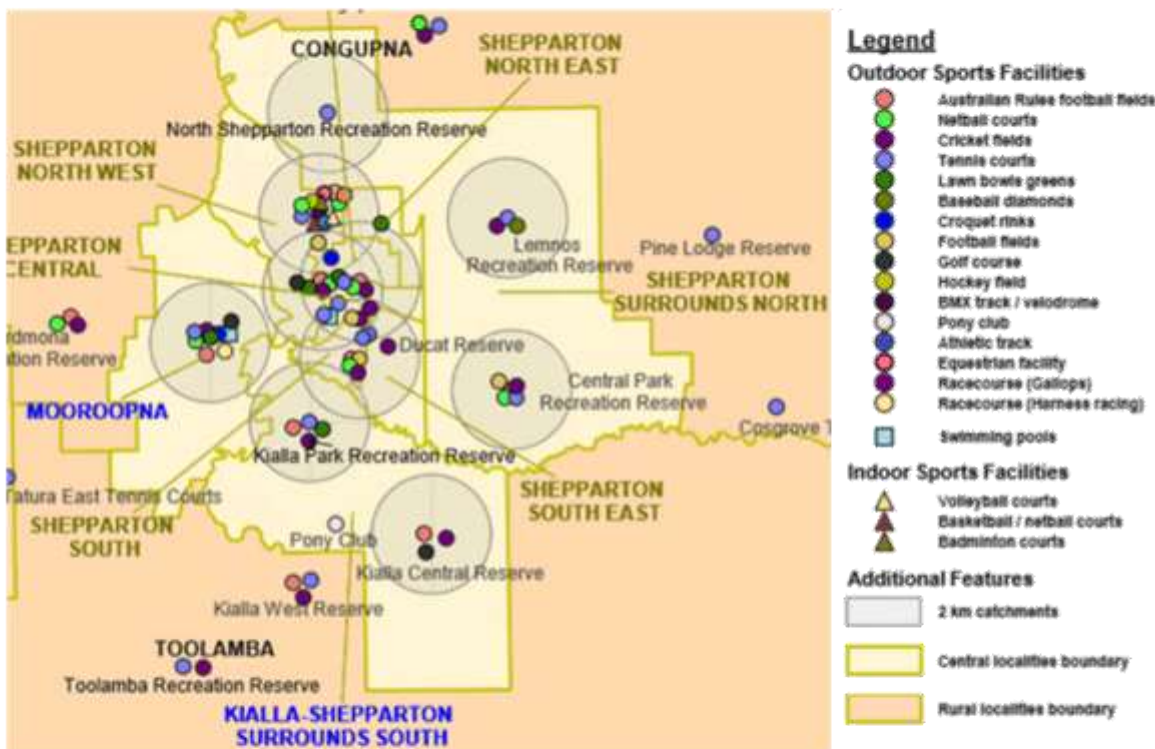 CONGUPNA
SHEPPARTON
NORTH EAST
North Shepparton Recreation Reserve
SHEPPARTON
NORTH WEST
Lemnos
Recreation Reserve
Pine Lodge Reserve
EPPARTON
CENTRAL
SHEPPARTON
SURROUNDS NORTH
rdmona
tion Reserve
Ducat Reserve
MOOROOPNA
Central Park
Recreation Reserve
Cosgrove T
Kialla Park Recreation Reserve
Tatura East Tennis Courts
SHEPPARTON
SOUTH
SHEPPARTON
SOUTH EAST
Pony Club
Kialla Central Reserve
Kialla West Reserve
TOOLAMBA
Toolamba Recreation Reserve
KIALLA-SHEPPARTON
SURROUNDS SOUTH
Legend
Outdoor Sports Facilities
Australian Rules football fields
Netball courts
Cricket fields
Tennis courts
Lawn bowls greens
Baseball diamonds
Croquet rinks
Football fields
Golf course
Hockey field
BMX track / velodrome
Pony club
Athletic track
Equestrian facility
Racecourse (Gallops)
Racecourse (Harness racing)
Swimming pools
Indoor Sports Facilities
Volleyball courts
Basketball / netball courts
Badminton courts
Additional Features
2 km catchments
Central localities boundary
Rural localities boundary